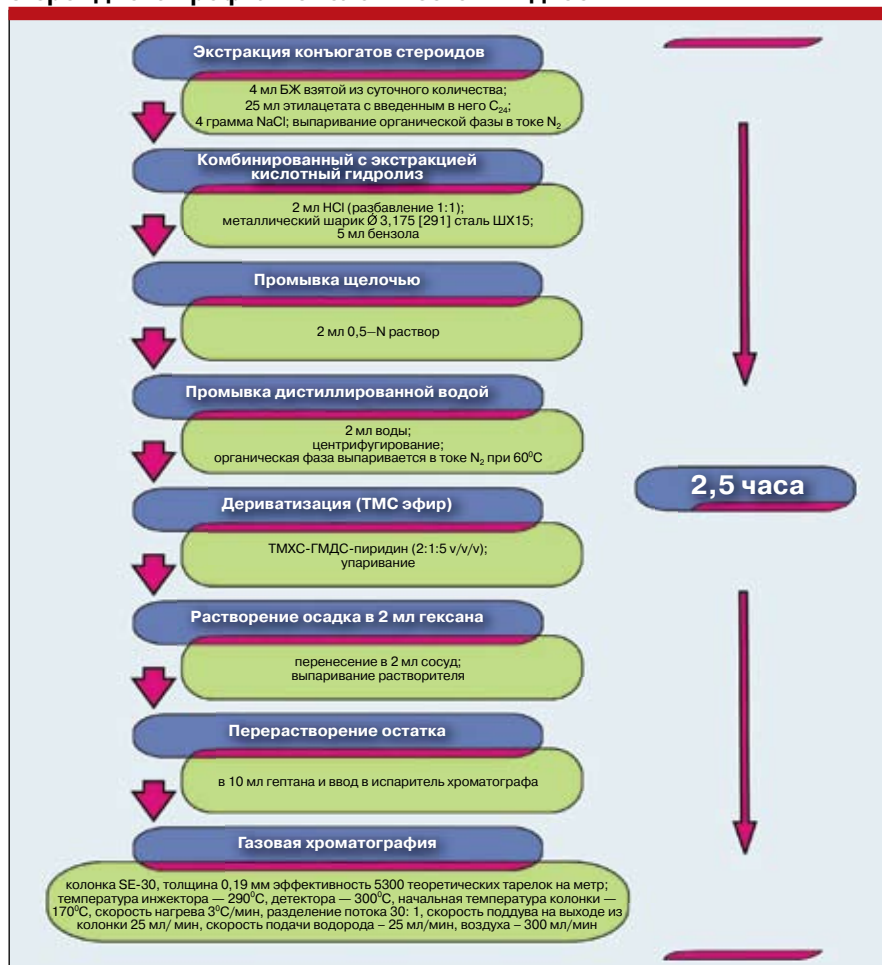 Экстракция конъюгатов стероидов
4 мл БЖ взятой из суточного количества;
25 мл этилацетата с введенным в него C₂₄;
4 грамма NaCl; выпаривание органической фазы в токе N₂
Комбинированный с экстракцией
кислотный гидролиз
2 мл HCl (разбавление 1:1);
металлический шарик Ø 3,175 [291] сталь ШХ15;
5 мл бензола
Промывка щелочью
2 мл 0,5–N раствор
Промывка дистиллированной водой
2 мл воды;
центрифугирование;
органическая фаза выпаривается в токе N₂ при 60⁰С
Дериватизация (ТМС эфир)
ТМХС-ГМДС-пиридин (2:1:5 v/v/v);
упаривание
Растворение осадка в 2 мл гексана
перенесение в 2 мл сосуд;
выпаривание растворителя
Перерастворение остатка
в 10 мл гептана и ввод в испаритель хроматографа
Газовая хроматография
колонка SE-30, толщина 0,19 мм эффективность 5300 теоретических тарелок на метр;
температура инжектора — 290⁰С, детектора — 300⁰С, начальная температура колонки —
170⁰С, скорость нагрева 3⁰С/мин, разделение потока 30: 1, скорость поддува на выходе из
колонки 25 мл/ мин, скорость подачи водорода – 25 мл/мин, воздуха – 300 мл/мин
2,5 часа